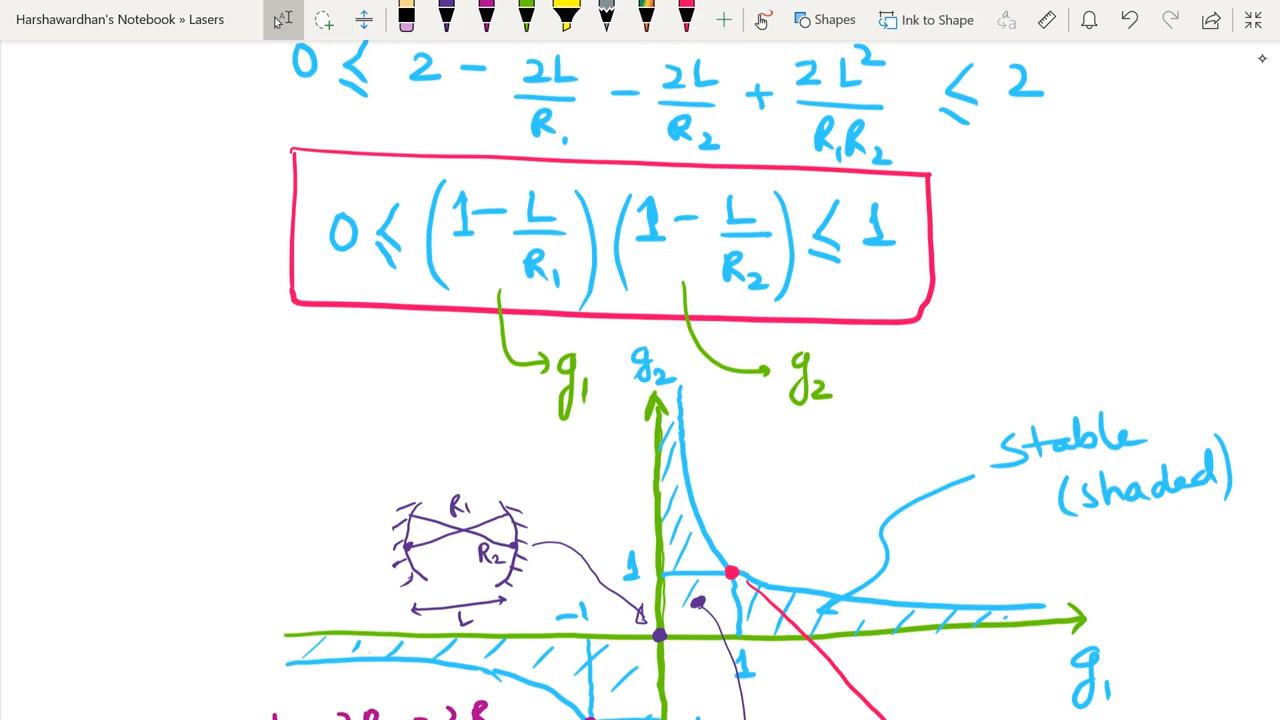 Harshawardhan's Notebook » Lasers
Shapes
Ink to Shape
0 ≤ 2 - 2L/R₁ - 2L/R₂ + 2L²/R₁R₂ ≤ 2
0 ≤ (1 - L/R₁) (1 - L/R₂) ≤ 1
g₁
g₂
g₂
stable
(shaded)
R₁
R₂
L
1
-1
1
g₁